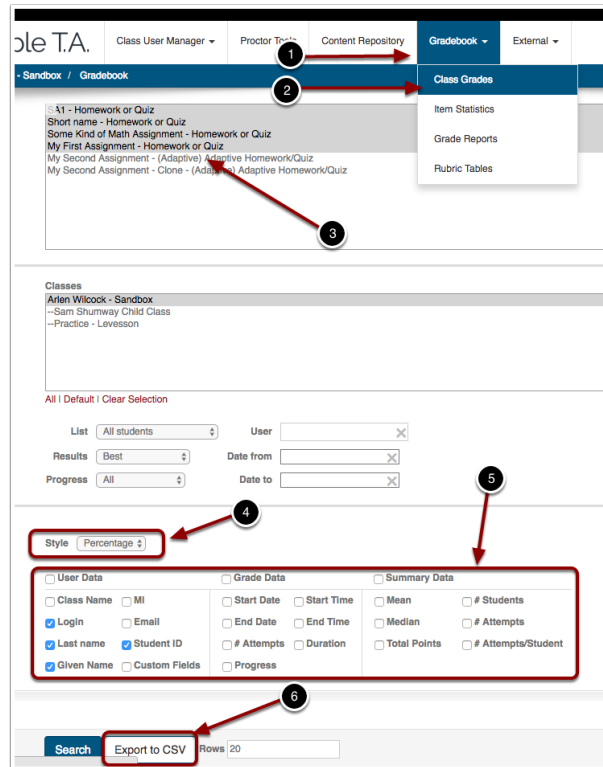 ple T.A. Class User Manager Proctor Tools Content Repository Gradebook External
1
- Sandbox / Gradebook Class Grades
2
SA1 - Homework or Quiz Item Statistics
Short name - Homework or Quiz
Some Kind of Math Assignment - Homework or Quiz Grade Reports
My First Assignment - Homework or Quiz
My Second Assignment - (Adaptive) Adaptive Homework/Quiz Rubric Tables
My Second Assignment - Clone - (Adaptive) Adaptive Homework/Quiz
3
Classes
Arlen Wilcock - Sandbox
--Sam Shumway Child Class
--Practice - Levesson
All | Default | Clear Selection
List All students User
Results Best Date from
Progress All Date to
5
4
Style Percentage
User Data Grade Data Summary Data
Class Name MI Start Date Start Time Mean # Students
Login Email End Date End Time Median # Attempts
Last name Student ID # Attempts Duration Total Points # Attempts/Student
Given Name Custom Fields Progress
6
Search Export to CSV Rows 20